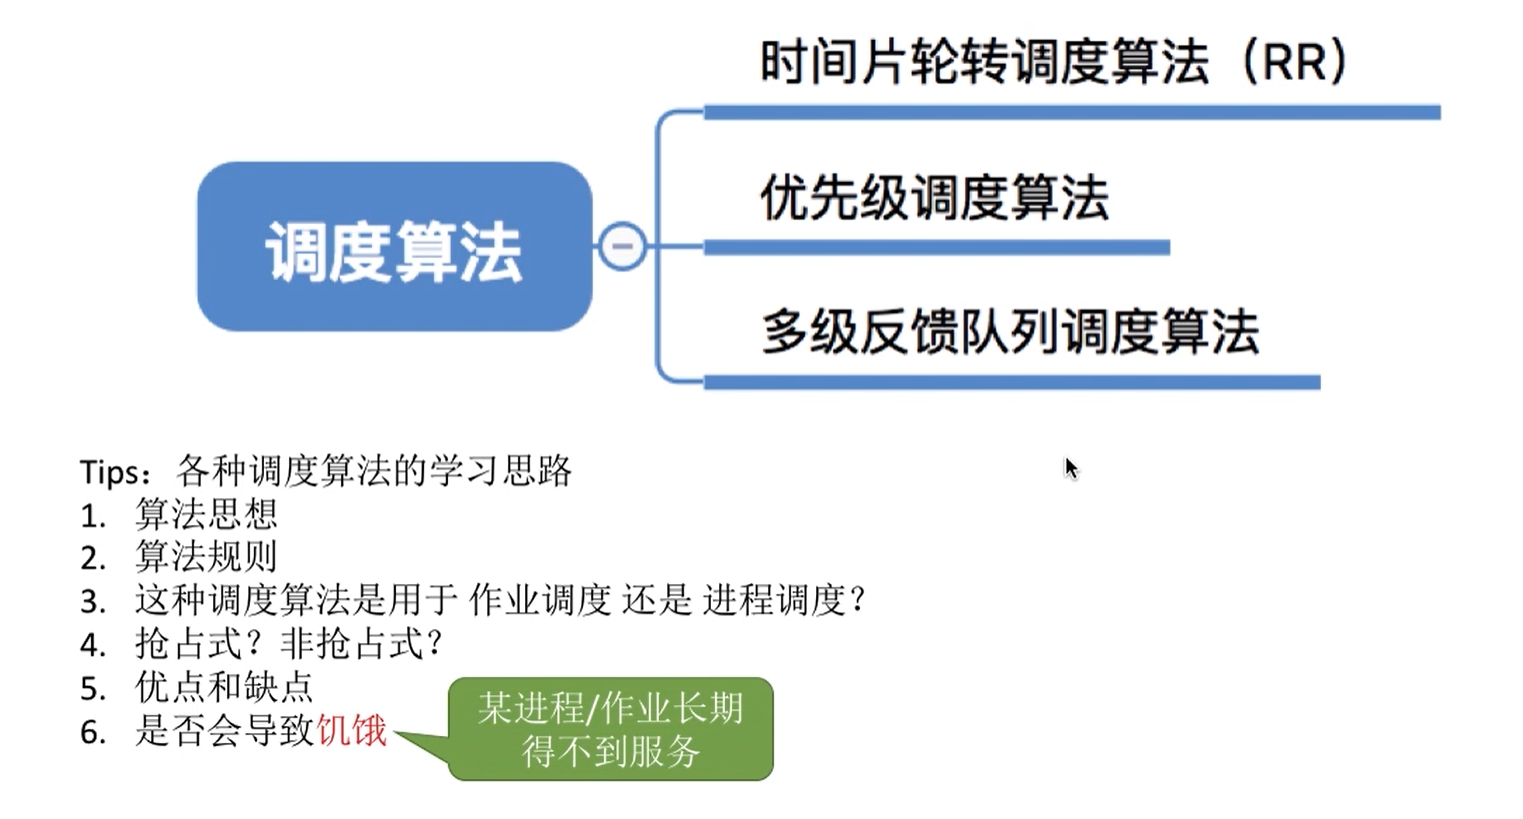 时间片轮转调度算法（RR）
调度算法
优先级调度算法
多级反馈队列调度算法
Tips：各种调度算法的学习思路
1. 算法思想
2. 算法规则
3. 这种调度算法是用于 作业调度 还是 进程调度？
4. 抢占式？非抢占式？
5. 优点和缺点
6. 是否会导致饥饿
某进程/作业长期
得不到服务